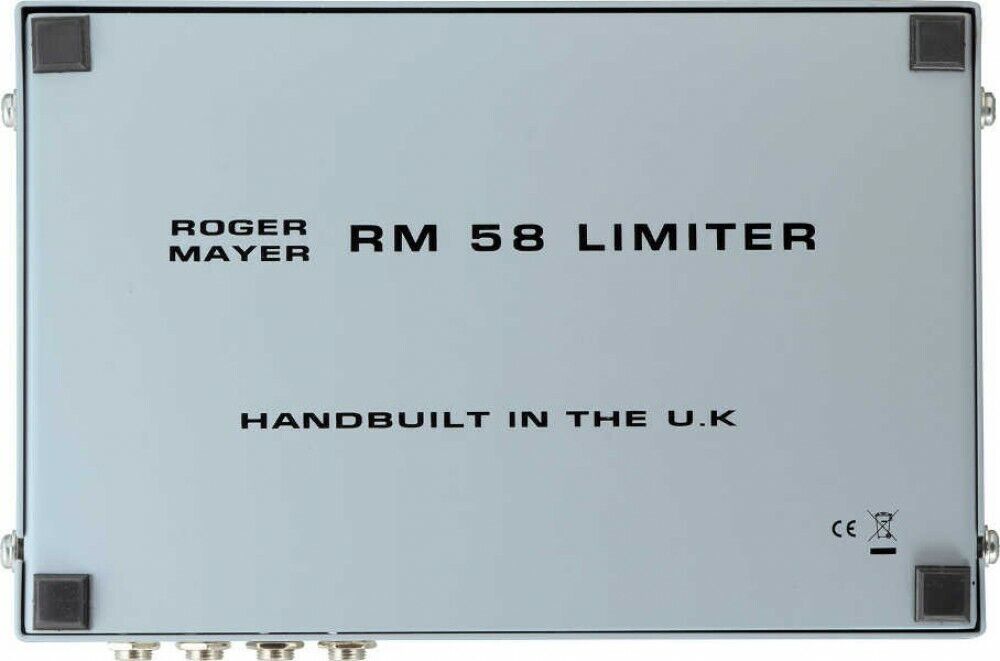 ROGER
MAYER
RM 58 LIMITER
HANDBUILT IN THE U.K
CE